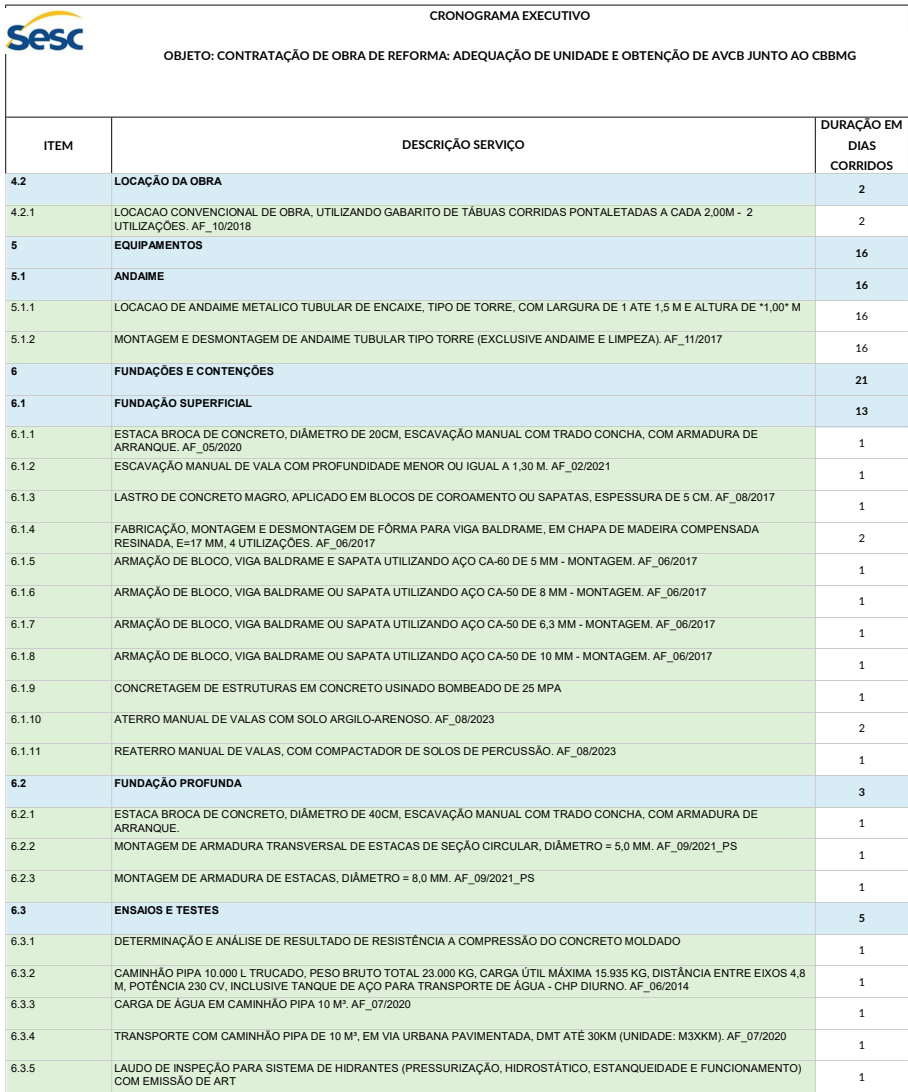 Sesc
CRONOGRAMA EXECUTIVO
OBJETO: CONTRATAÇÃO DE OBRA DE REFORMA: ADEQUAÇÃO DE UNIDADE E OBTENÇÃO DE AVCB JUNTO AO CBBMG
ITEM DESCRIÇÃO SERVIÇO DURAÇÃO EM
DIAS
CORRIDOS
4.2 LOCAÇÃO DA OBRA 2
4.2.1 LOCACAO CONVENCIONAL DE OBRA, UTILIZANDO GABARITO DE TÁBUAS CORRIDAS PONTALETADAS A CADA 2,00M - 2
UTILIZAÇÕES. AF_10/2018 2
5 EQUIPAMENTOS 16
5.1 ANDAIME 16
5.1.1 LOCACAO DE ANDAIME METALICO TUBULAR DE ENCAIXE, TIPO DE TORRE, COM LARGURA DE 1 ATE 1,5 M E ALTURA DE *1,00* M 16
5.1.2 MONTAGEM E DESMONTAGEM DE ANDAIME TUBULAR TIPO TORRE (EXCLUSIVE ANDAIME E LIMPEZA). AF_11/2017 16
6 FUNDAÇÕES E CONTENÇÕES 21
6.1 FUNDAÇÃO SUPERFICIAL 13
6.1.1 ESTACA BROCA DE CONCRETO, DIÂMETRO DE 20CM, ESCAVAÇÃO MANUAL COM TRADO CONCHA, COM ARMADURA DE
ARRANQUE. AF_05/2020 1
6.1.2 ESCAVAÇÃO MANUAL DE VALA COM PROFUNDIDADE MENOR OU IGUAL A 1,30 M. AF_02/2021 1
6.1.3 LASTRO DE CONCRETO MAGRO, APLICADO EM BLOCOS DE COROAMENTO OU SAPATAS, ESPESSURA DE 5 CM. AF_08/2017 1
6.1.4 FABRICAÇÃO, MONTAGEM E DESMONTAGEM DE FÔRMA PARA VIGA BALDRAME, EM CHAPA DE MADEIRA COMPENSADA
RESINADA, E=17 MM, 4 UTILIZAÇÕES. AF_06/2017 2
6.1.5 ARMAÇÃO DE BLOCO, VIGA BALDRAME E SAPATA UTILIZANDO AÇO CA-60 DE 5 MM - MONTAGEM. AF_06/2017 1
6.1.6 ARMAÇÃO DE BLOCO, VIGA BALDRAME OU SAPATA UTILIZANDO AÇO CA-50 DE 8 MM - MONTAGEM. AF_06/2017 1
6.1.7 ARMAÇÃO DE BLOCO, VIGA BALDRAME OU SAPATA UTILIZANDO AÇO CA-50 DE 6,3 MM - MONTAGEM. AF_06/2017 1
6.1.8 ARMAÇÃO DE BLOCO, VIGA BALDRAME OU SAPATA UTILIZANDO AÇO CA-50 DE 10 MM - MONTAGEM. AF_06/2017 1
6.1.9 CONCRETAGEM DE ESTRUTURAS EM CONCRETO USINADO BOMBEADO DE 25 MPA 1
6.1.10 ATERRO MANUAL DE VALAS COM SOLO ARGILO-ARENOSO. AF_08/2023 2
6.1.11 REATERRO MANUAL DE VALAS, COM COMPACTADOR DE SOLOS DE PERCUSSÃO. AF_08/2023 1
6.2 FUNDAÇÃO PROFUNDA 3
6.2.1 ESTACA BROCA DE CONCRETO, DIÂMETRO DE 40CM, ESCAVAÇÃO MANUAL COM TRADO CONCHA, COM ARMADURA DE
ARRANQUE. 1
6.2.2 MONTAGEM DE ARMADURA TRANSVERSAL DE ESTACAS DE SEÇÃO CIRCULAR, DIÂMETRO = 5,0 MM. AF_09/2021_PS 1
6.2.3 MONTAGEM DE ARMADURA DE ESTACAS, DIÂMETRO = 8,0 MM. AF_09/2021_PS 1
6.3 ENSAIOS E TESTES 5
6.3.1 DETERMINAÇÃO E ANÁLISE DE RESULTADO DE RESISTÊNCIA A COMPRESSÃO DO CONCRETO MOLDADO 1
6.3.2 CAMINHÃO PIPA 10.000 L TRUCADO, PESO BRUTO TOTAL 23.000 KG, CARGA ÚTIL MÁXIMA 15.935 KG, DISTÂNCIA ENTRE EIXOS 4,8
M, POTÊNCIA 230 CV, INCLUSIVE TANQUE DE AÇO PARA TRANSPORTE DE ÁGUA - CHP DIURNO. AF_06/2014 1
6.3.3 CARGA DE ÁGUA EM CAMINHÃO PIPA 10 M³. AF_07/2020 1
6.3.4 TRANSPORTE COM CAMINHÃO PIPA DE 10 M³, EM VIA URBANA PAVIMENTADA, DMT ATÉ 30KM (UNIDADE: M3XKM). AF_07/2020 1
6.3.5 LAUDO DE INSPEÇÃO PARA SISTEMA DE HIDRANTES (PRESSURIZAÇÃO, HIDROSTÁTICO, ESTANQUEIDADE E FUNCIONAMENTO)
COM EMISSÃO DE ART 1